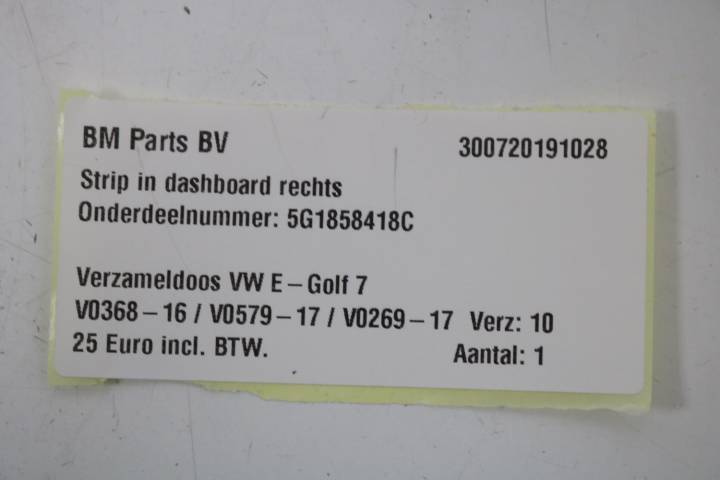 BM Parts BV 300720191028
Strip in dashboard rechts
Onderdeelnummer: 5G1858418C
Verzameldoos VW E-Golf 7
V0368-16 / V0579-17 / V0269-17 Verz: 10
25 Euro incl. BTW. Aantal: 1